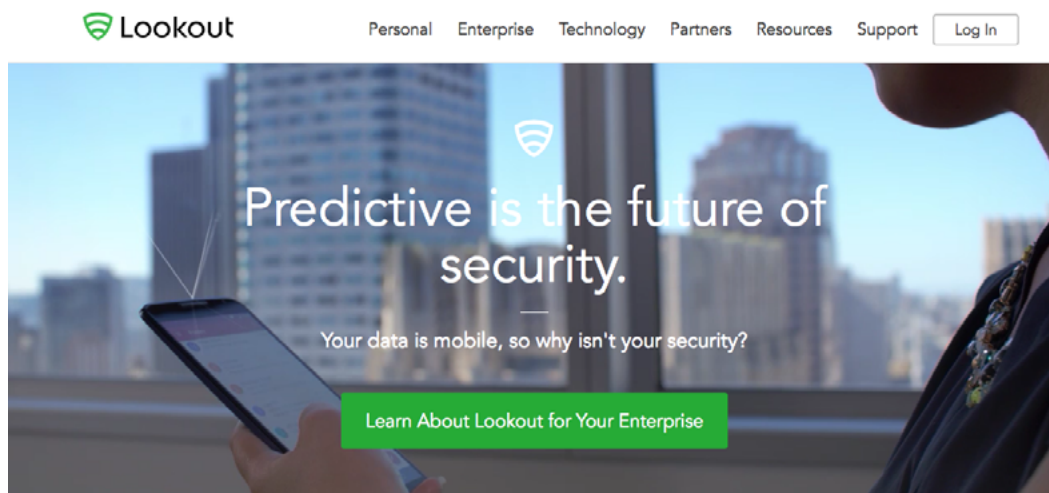 Lookout
Personal Enterprise Technology Partners Resources Support Log In
Predictive is the future of
security.
Your data is mobile, so why isn't your security?
Learn About Lookout for Your Enterprise